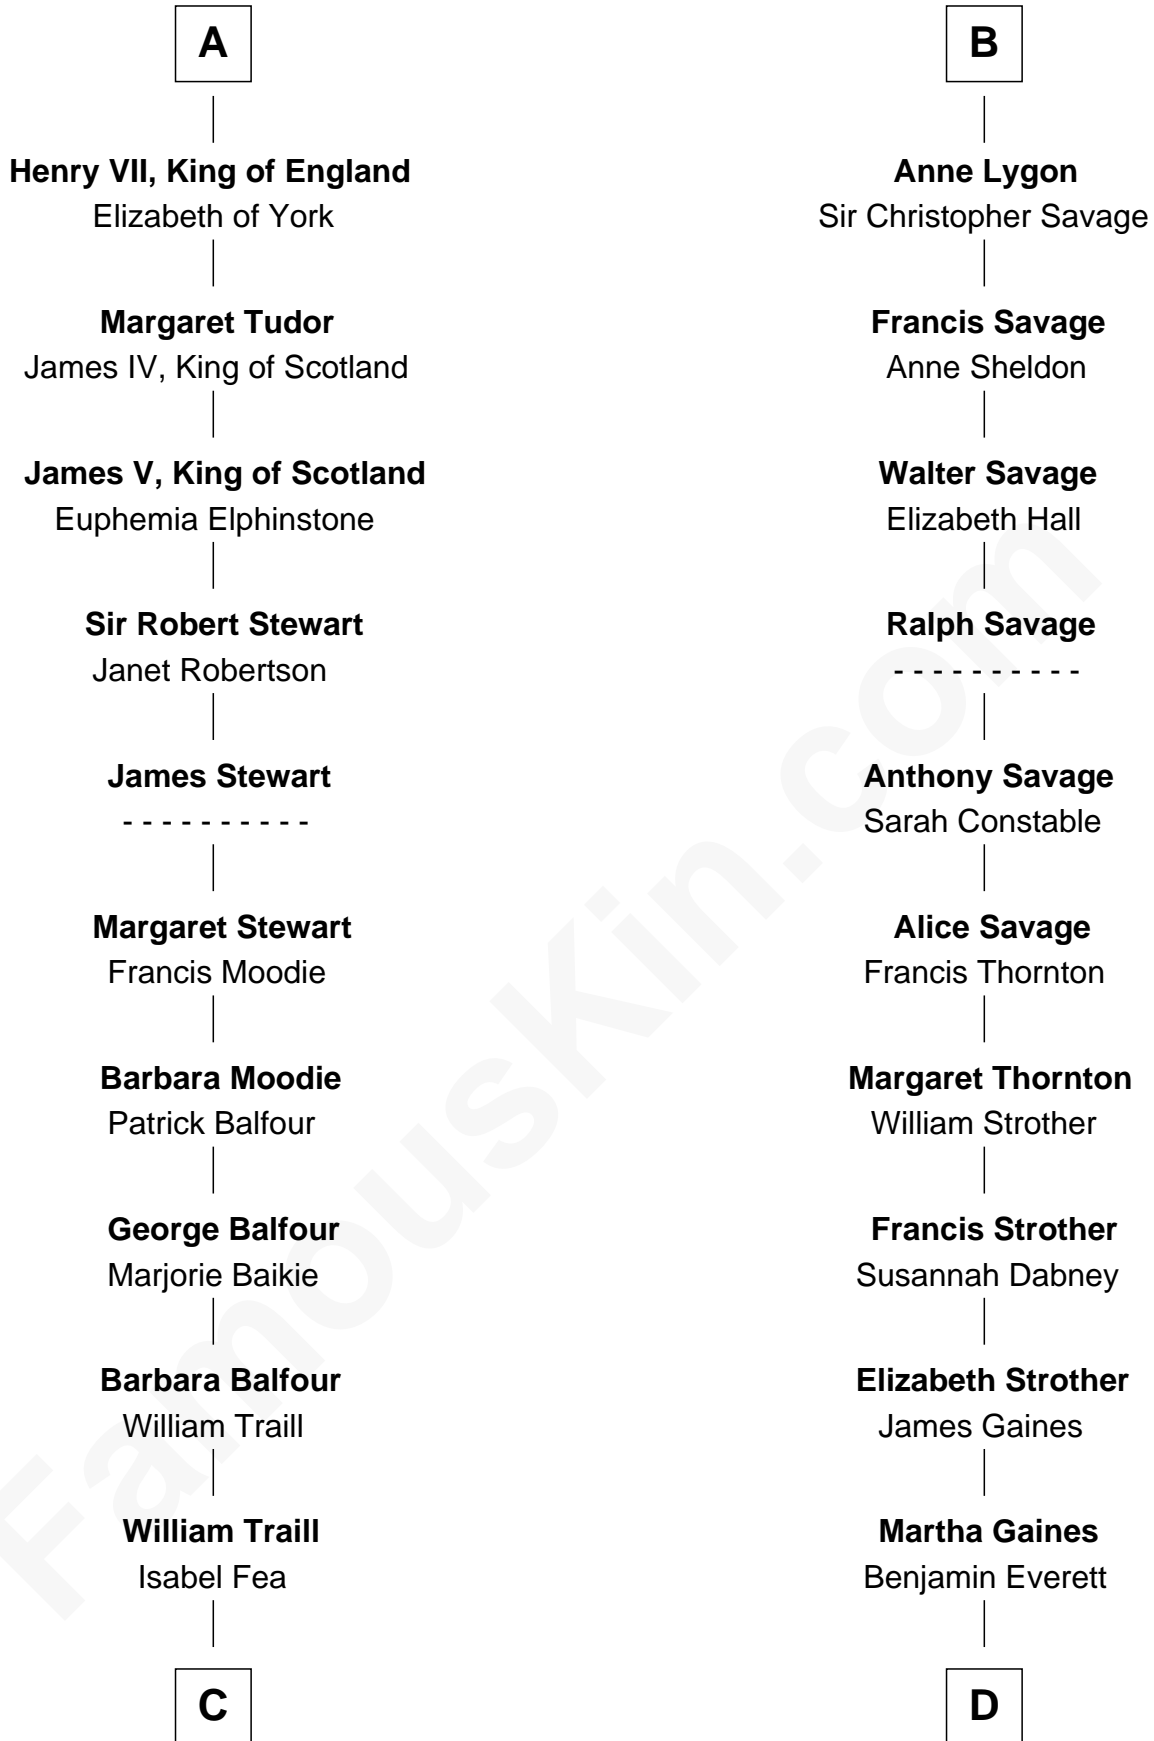 A
Henry VII, King of England
Elizabeth of York
Margaret Tudor
James IV, King of Scotland
James V, King of Scotland
Euphemia Elphinstone
Sir Robert Stewart
Janet Robertson
James Stewart
- - - - - - - - - -
Margaret Stewart
Francis Moodie
Barbara Moodie
Patrick Balfour
George Balfour
Marjorie Baikie
Barbara Balfour
William Traill
William Traill
Isabel Fea
C
B
Anne Lygon
Sir Christopher Savage
Francis Savage
Anne Sheldon
Walter Savage
Elizabeth Hall
Ralph Savage
- - - - - - - - - -
Anthony Savage
Sarah Constable
Alice Savage
Francis Thornton
Margaret Thornton
William Strother
Francis Strother
Susannah Dabney
Elizabeth Strother
James Gaines
Martha Gaines
Benjamin Everett
D
FamousKin.com